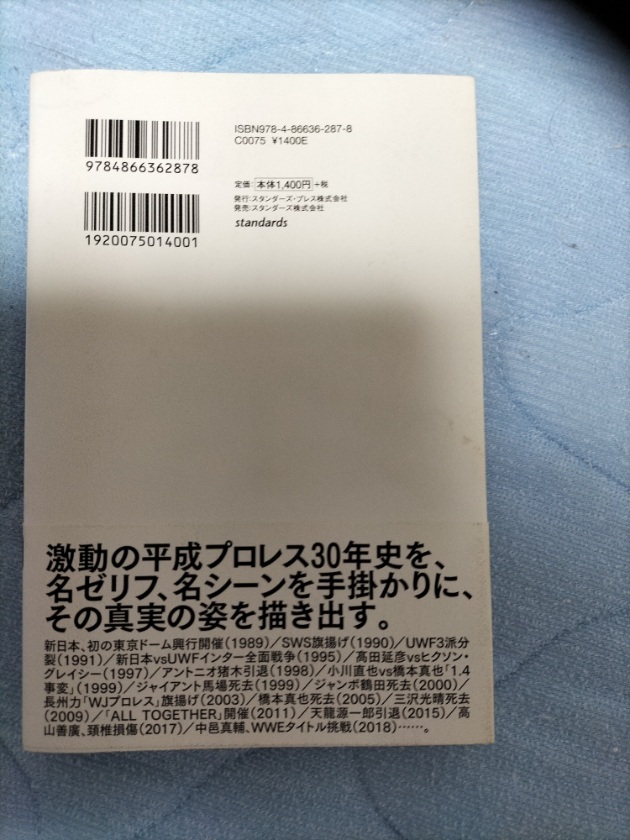 ISBN978-4-86636-287-8
C0075 ¥1400E
9784866362878
定価 本体1,400円 +税
発行:スタンダーズ・プレス株式会社
発売:スタンダーズ株式会社
standards
1920075014001
激動の平成プロレス30年史を、
名ゼリフ、名シーンを手掛かりに、
その真実の姿を描き出す。
新日本、初の東京ドーム興行開催(1989)／SWS旗揚げ(1990)／UWF3派分
裂(1991)／新日本vsUWFインター全面戦争(1995)／髙田延彦vsヒクソン・
グレイシー(1997)／アントニオ猪木引退(1998)／小川直也vs橋本真也「1.4
事変」(1999)／ジャイアント馬場死去(1999)／ジャンボ鶴田死去(2000)／
長州力「WJプロレス」旗揚げ(2003)／橋本真也死去(2005)／三沢光晴死去
(2009)／「ALL TOGETHER」開催(2011)／天龍源一郎引退(2015)／高
山善廣、頚椎損傷(2017)／中邑真輔、WWEタイトル挑戦(2018)……。